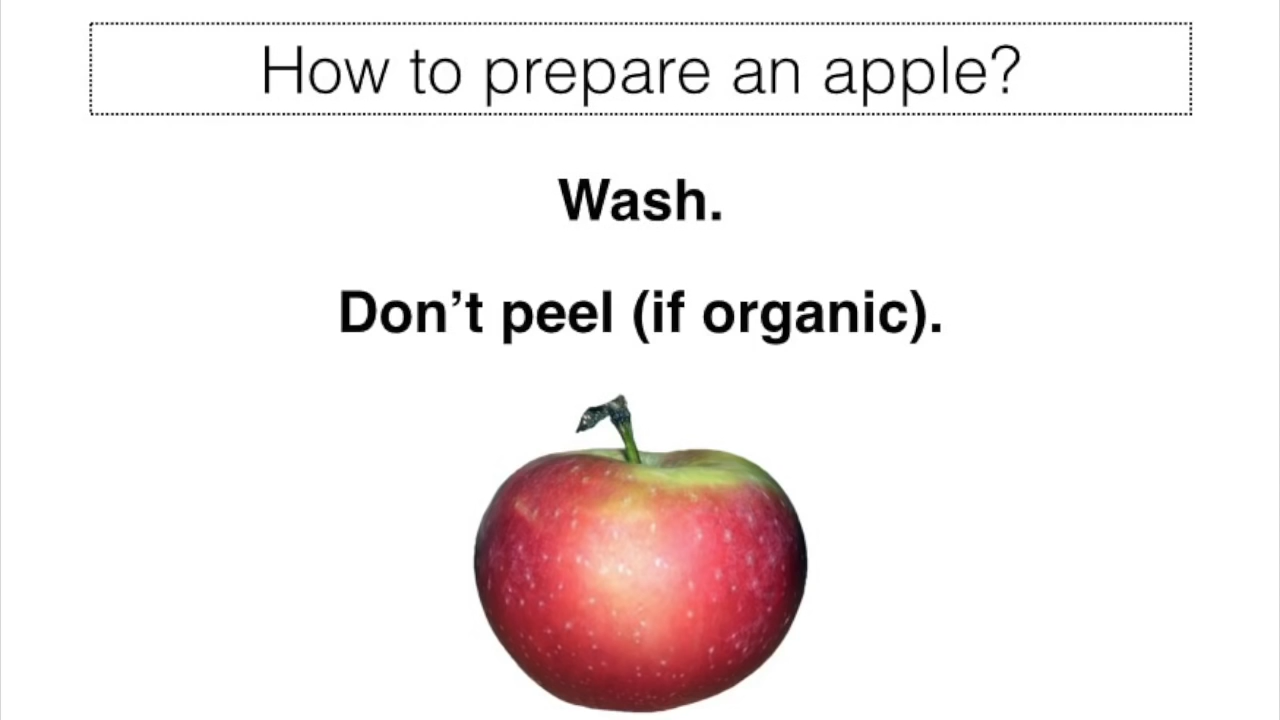 How to prepare an apple?
Wash.
Don’t peel (if organic).